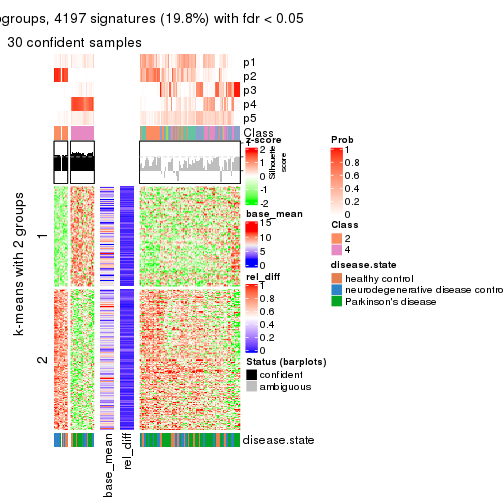 ogroups, 4197 signatures (19.8%) with fdr < 0.05
30 confident samples
p1
p2
p3
p4
p5
Class
1
2
k-means with 2 groups
Silhouette
score
z-score
2
1
0
-1
-2
base_mean
15
10
5
0
rel_diff
1
0.8
0.6
0.4
0.2
0
Status (barplots)
confident
ambiguous
Prob
1
0.8
0.6
0.4
0.2
0
Class
2
4
disease.state
healthy control
neurodegenerative disease contro
Parkinson's disease
disease.state
base_mean
rel_diff